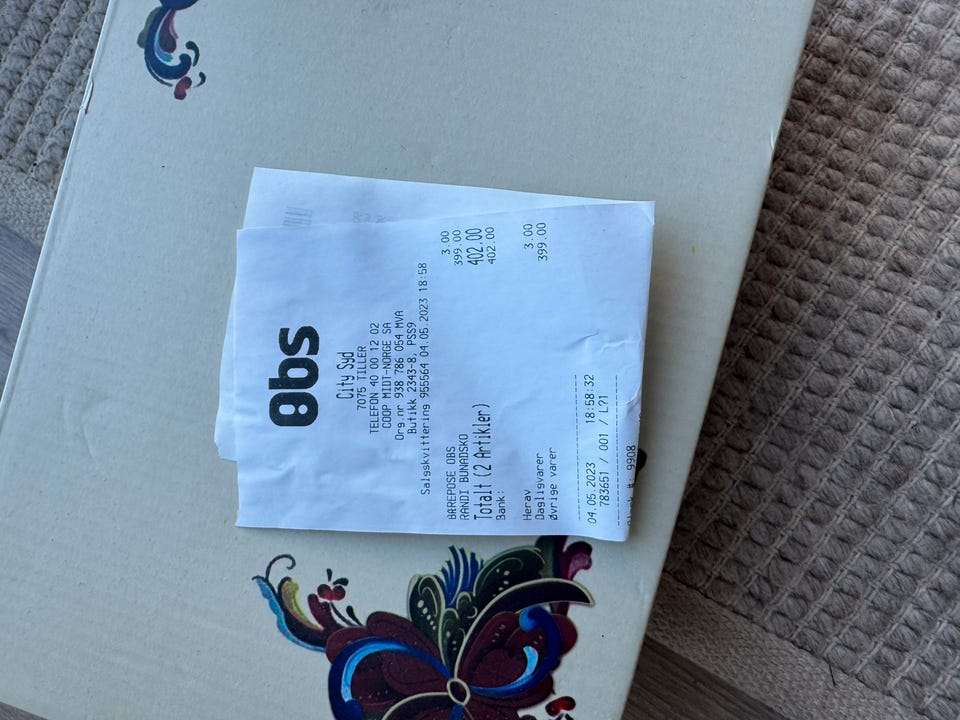 Obs
City Syd
7075 TILLER
TELEFON 40 00 12 02
COOP MIDT-NORGE SA
Org.nr 938 786 054 MVA
Butikk 2343-8, PSS9
Salgskvittering 955564 04.05.2023 18:58
BÆREPOSE OBS 3.00
RANDI BUNADSKO 399.00
Totalt (2 Artikler) 402.00
Bank: 402.00
Herav
Dagligvarer 3.00
Øvrige varer 399.00
04.05.2023 18:58:32
783651 / 001 / L?1
9908